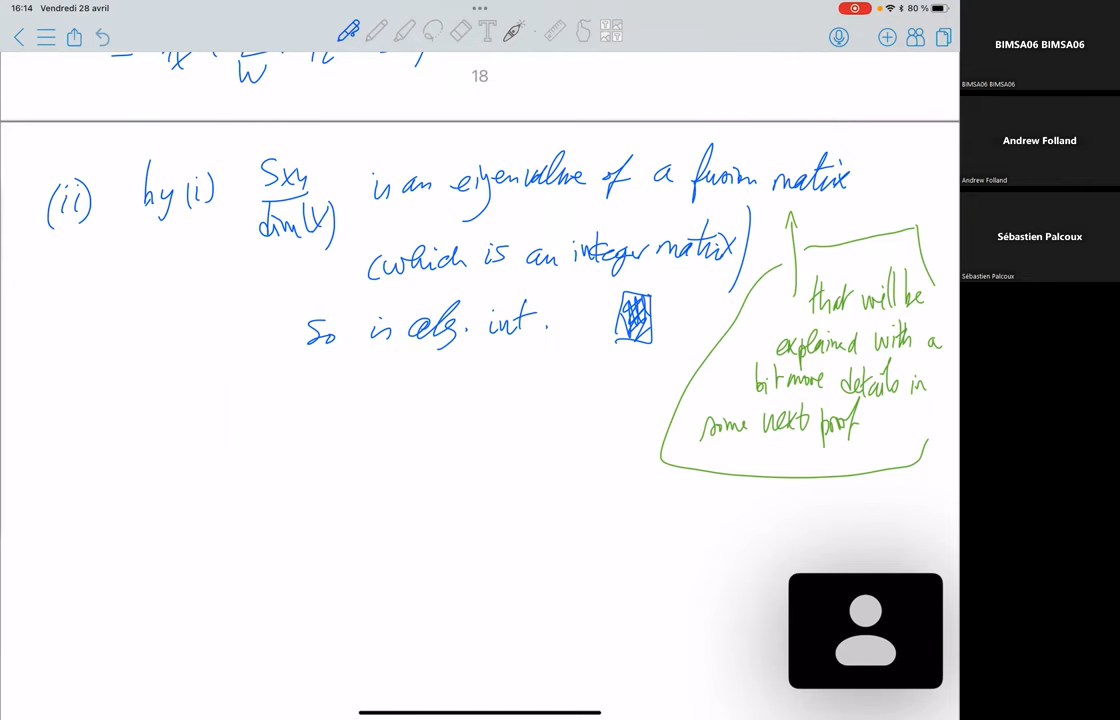 16:14 Vendredi 28 avril
80 %
18
(ii) by (i) Sxy / dim(X) is an eigenvalue of a fusion matrix
(which is an integer matrix)
so is alg. int.
that will be
explained with a
bit more details in
some next proof
BIMSA06 BIMSA06
BIMSA06 BIMSA06
Andrew Folland
Andrew Folland
Sébastien Palcoux
Sébastien Palcoux